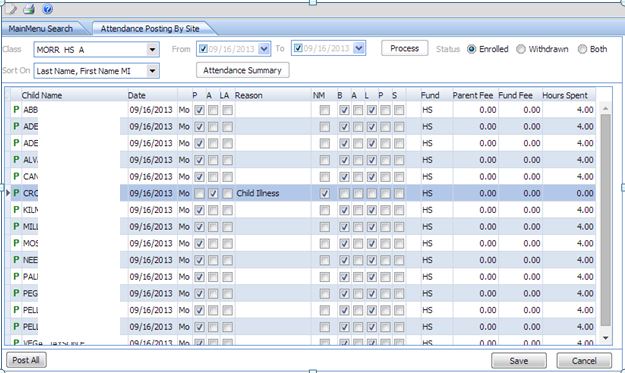 MainMenu Search Attendance Posting By Site
Class MORR HS A From 09/16/2013 To 09/16/2013 Process Status Enrolled Withdrawn Both
Sort On Last Name, First Name MI Attendance Summary
Child Name Date P A LA Reason NM B A L P S Fund Parent Fee Fund Fee Hours Spent
P ABB 09/16/2013 Mo HS 0.00 0.00 4.00
P ADE 09/16/2013 Mo HS 0.00 0.00 4.00
P ADE 09/16/2013 Mo HS 0.00 0.00 4.00
P ALV 09/16/2013 Mo HS 0.00 0.00 4.00
P CAN 09/16/2013 Mo HS 0.00 0.00 4.00
P CRC 09/16/2013 Mo Child Illness HS 0.00 0.00 0.00
P KILM 09/16/2013 Mo HS 0.00 0.00 4.00
P MILL 09/16/2013 Mo HS 0.00 0.00 4.00
P MOS 09/16/2013 Mo HS 0.00 0.00 4.00
P NEE 09/16/2013 Mo HS 0.00 0.00 4.00
P PALI 09/16/2013 Mo HS 0.00 0.00 4.00
P PEG 09/16/2013 Mo HS 0.00 0.00 4.00
P PELL 09/16/2013 Mo HS 0.00 0.00 4.00
P PELL 09/16/2013 Mo HS 0.00 0.00 4.00
P 09/16/2013 Mo HS 0.00 0.00 4.00
Post All Save Cancel